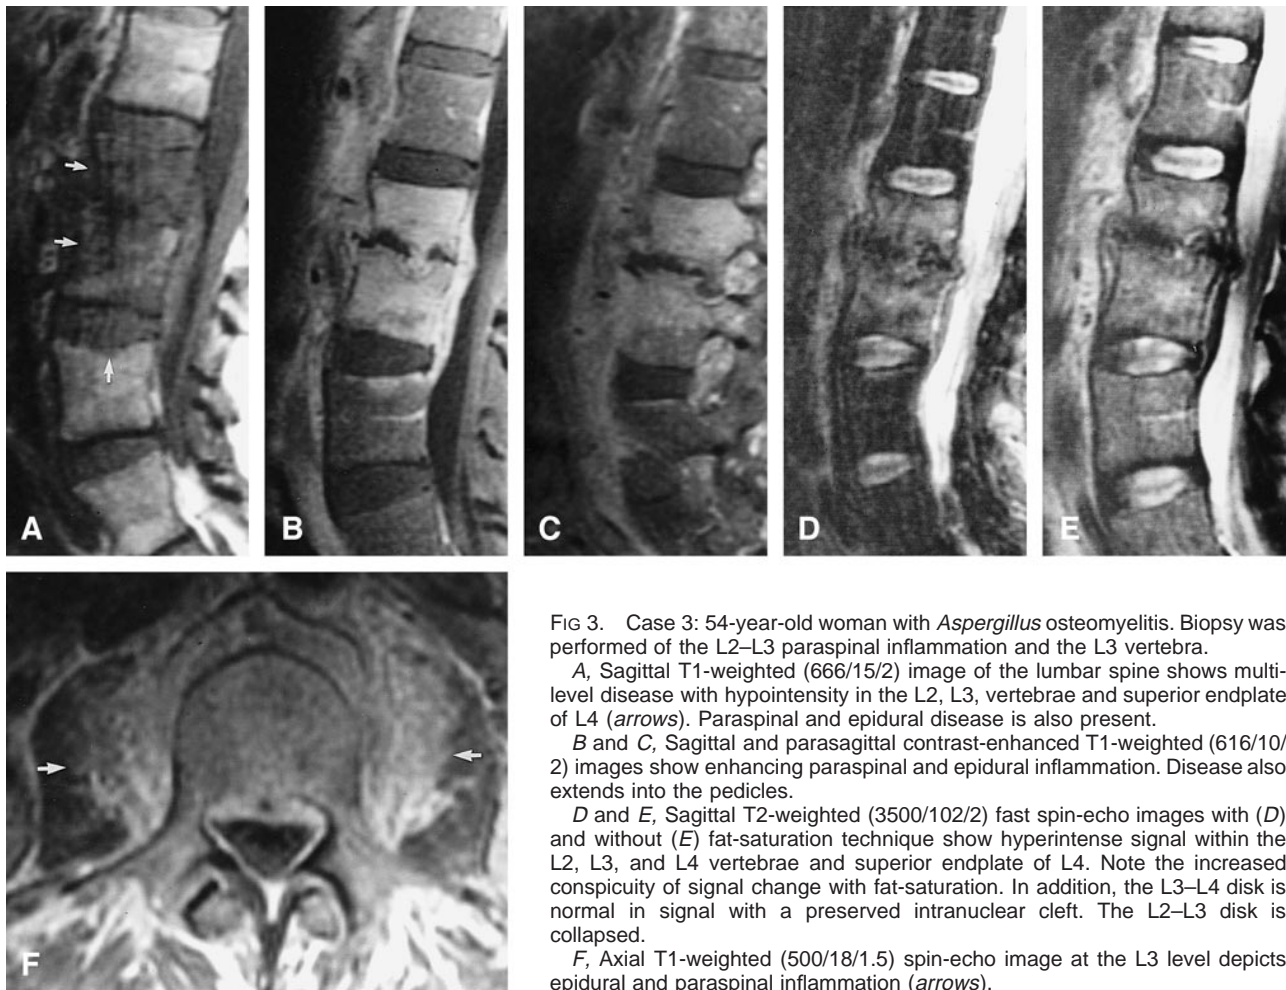 A
B
C
D
E
F
FIG 3. Case 3: 54-year-old woman with Aspergillus osteomyelitis. Biopsy was
performed of the L2–L3 paraspinal inflammation and the L3 vertebra.
A, Sagittal T1-weighted (666/15/2) image of the lumbar spine shows multi-
level disease with hypointensity in the L2, L3, vertebrae and superior endplate
of L4 (arrows). Paraspinal and epidural disease is also present.
B and C, Sagittal and parasagittal contrast-enhanced T1-weighted (616/10/
2) images show enhancing paraspinal and epidural inflammation. Disease also
extends into the pedicles.
D and E, Sagittal T2-weighted (3500/102/2) fast spin-echo images with (D)
and without (E) fat-saturation technique show hyperintense signal within the
L2, L3, and L4 vertebrae and superior endplate of L4. Note the increased
conspicuity of signal change with fat-saturation. In addition, the L3–L4 disk is
normal in signal with a preserved intranuclear cleft. The L2–L3 disk is
collapsed.
F, Axial T1-weighted (500/18/1.5) spin-echo image at the L3 level depicts
epidural and paraspinal inflammation (arrows).